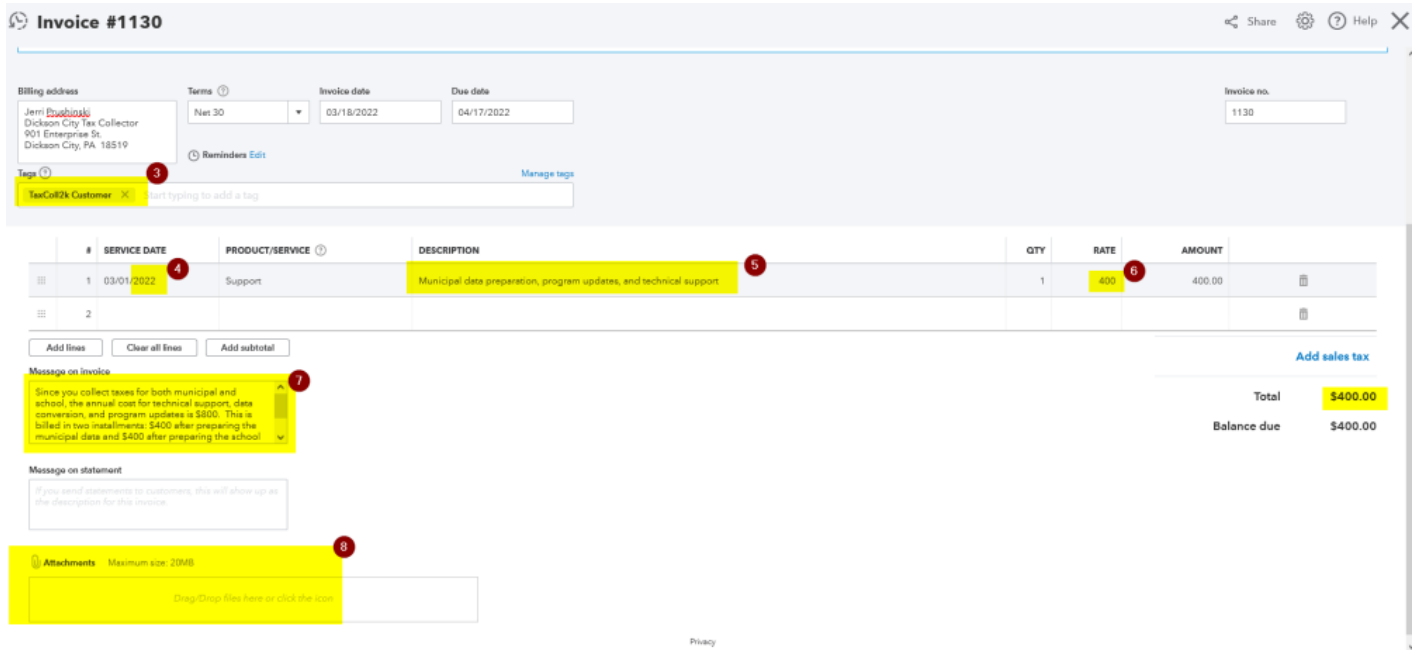 Invoice #1130
Share
Help
Billing address
Terms
Invoice date
Due date
Invoice no.
Jerri Prushinski
Dickson City Tax Collector
901 Enterprise St.
Dickson City, PA 18519
Net 30
03/18/2022
04/17/2022
1130
Reminders Edit
Tags
3
Manage tags
TaxColl2k Customer
Start typing to add a tag
# SERVICE DATE PRODUCT/SERVICE DESCRIPTION QTY RATE AMOUNT
4
5
6
1 03/01/2022 Support Municipal data preparation, program updates, and technical support 1 400 400.00
2
Add lines
Clear all lines
Add subtotal
Add sales tax
Message on invoice
7
Since you collect taxes for both municipal and
school, the annual cost for technical support, data
conversion, and program updates is $800. This is
billed in two installments: $400 after preparing the
municipal data and $400 after preparing the school
Total $400.00
Balance due $400.00
Message on statement
If you send statements to customers, this will show up as
the description for this invoice.
8
Attachments Maximum size: 20MB
Drag/Drop files here or click the icon
Privacy